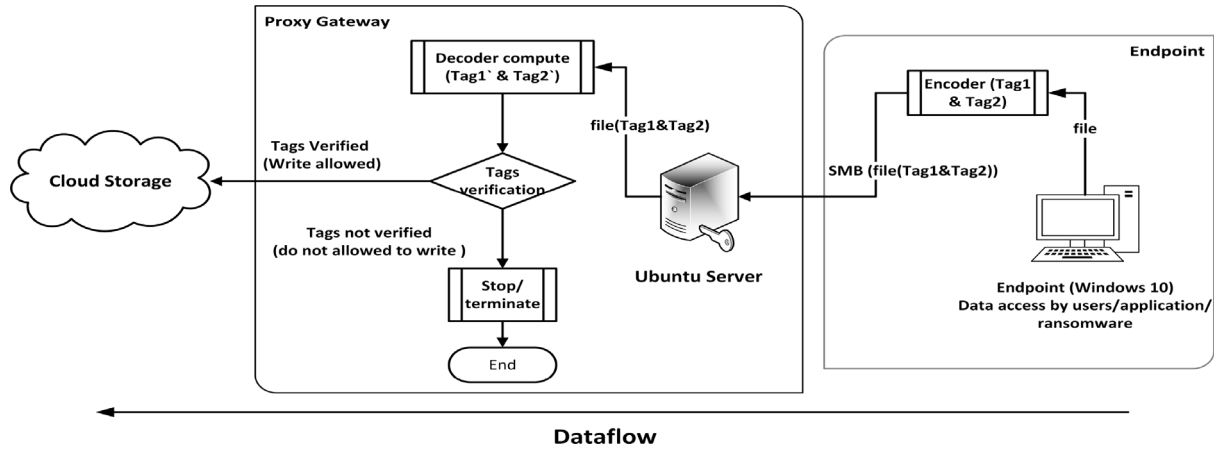 Proxy Gateway
Endpoint
Decoder compute
(Tag1` & Tag2`)
Encoder (Tag1
& Tag2)
file(Tag1&Tag2)
file
Tags Verified
(Write allowed)
Cloud Storage
Tags
verification
SMB (file(Tag1&Tag2))
Tags not verified
(do not allowed to write )
Ubuntu Server
Stop/
terminate
Endpoint (Windows 10)
Data access by users/application/
ransomware
End
Dataflow